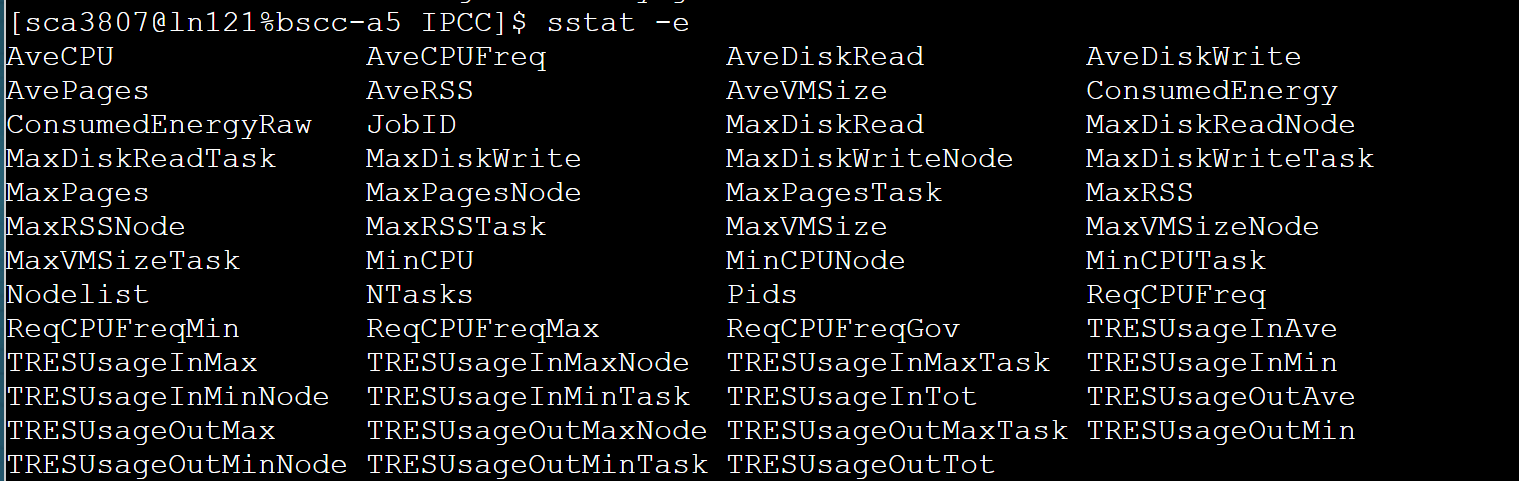 [sca3807@ln121%bscc-a5 IPCC]$ sstat -e
AveCPU AveCPUFreq AveDiskRead AveDiskWrite
AvePages AveRSS AveVMSize ConsumedEnergy
ConsumedEnergyRaw JobID MaxDiskRead MaxDiskReadNode
MaxDiskReadTask MaxDiskWrite MaxDiskWriteNode MaxDiskWriteTask
MaxPages MaxPagesNode MaxPagesTask MaxRSS
MaxRSSNode MaxRSSTask MaxVMSize MaxVMSizeNode
MaxVMSizeTask MinCPU MinCPUNode MinCPUTask
Nodelist NTasks Pids ReqCPUFreq
ReqCPUFreqMin ReqCPUFreqMax ReqCPUFreqGov TRESUsageInAve
TRESUsageInMax TRESUsageInMaxNode TRESUsageInMaxTask TRESUsageInMin
TRESUsageInMinNode TRESUsageInMinTask TRESUsageInTot TRESUsageOutAve
TRESUsageOutMax TRESUsageOutMaxNode TRESUsageOutMaxTask TRESUsageOutMin
TRESUsageOutMinNode TRESUsageOutMinTask TRESUsageOutTot